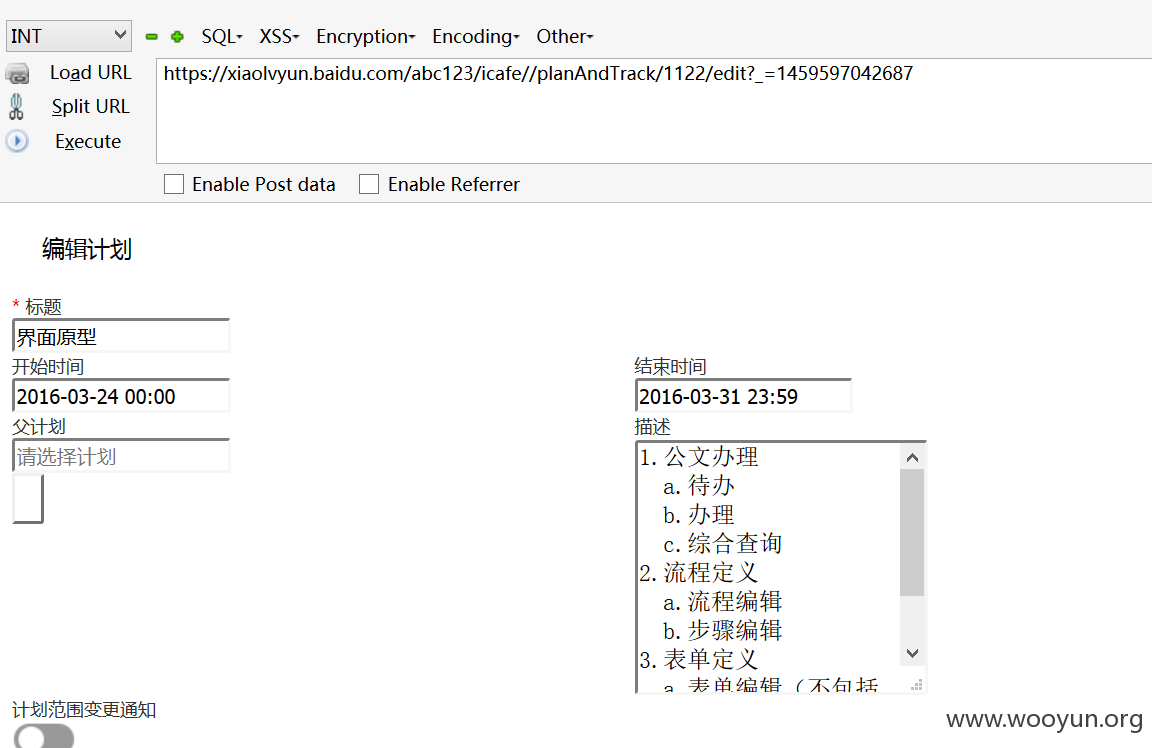 INT SQL- XSS- Encryption- Encoding- Other-
Load URL https://xiaolvyun.baidu.com/abc123/icafe//planAndTrack/1122/edit?_=1459597042687
Split URL
Execute
Enable Post data Enable Referrer
编辑计划
* 标题
界面原型
开始时间 结束时间
2016-03-24 00:00 2016-03-31 23:59
父计划 描述
请选择计划
1.公文办理
a.待办
b.办理
c.综合查询
2.流程定义
a.流程编辑
b.步骤编辑
3.表单定义
a.表单编辑（不包括
计划范围变更通知
www.wooyun.org